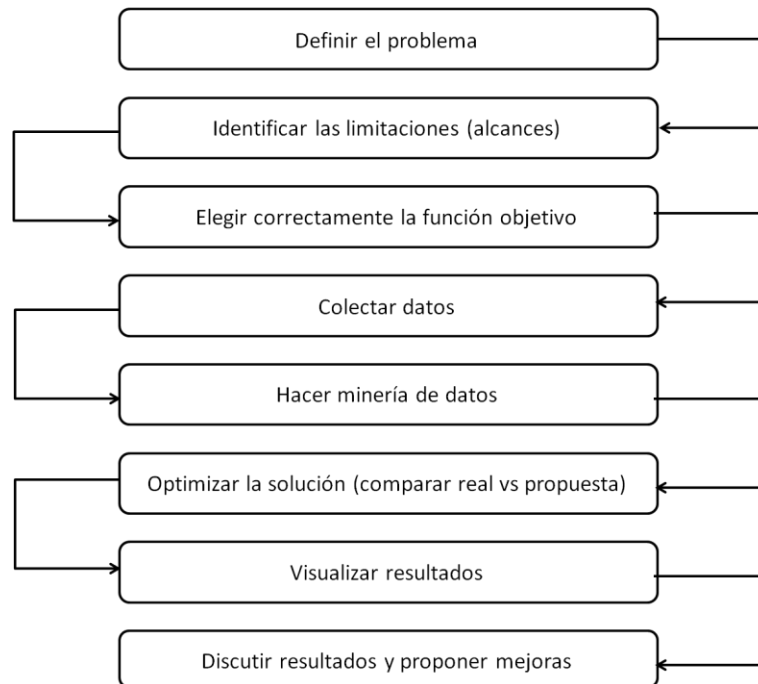 Definir el problema
Identificar las limitaciones (alcances)
Elegir correctamente la función objetivo
Colectar datos
Hacer minería de datos
Optimizar la solución (comparar real vs propuesta)
Visualizar resultados
Discutir resultados y proponer mejoras